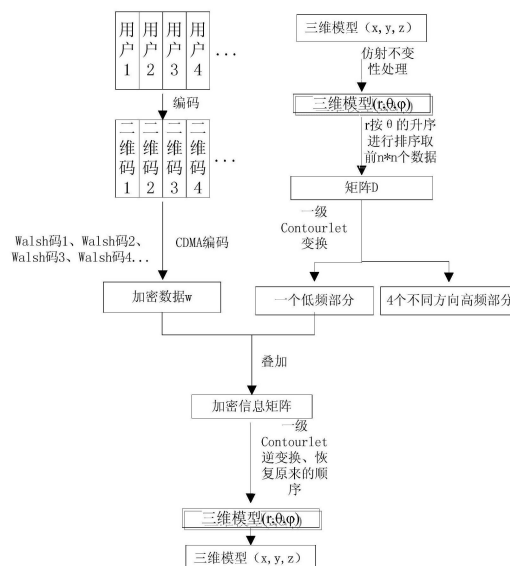 用户1
用户2
用户3
用户4
...
编码
二维码1
二维码2
二维码3
二维码4
...
Walsh码1、Walsh码2、
Walsh码3、Walsh码4...
CDMA编码
加密数据w
三维模型（x,y,z）
仿射不变
性处理
三维模型(r,θ,φ)
r按θ的升序
进行排序取
前n*n个数据
矩阵D
一级
Contourlet
变换
一个低频部分
4个不同方向高频部分
叠加
加密信息矩阵
一级
Contourlet
逆变换、恢
复原来的顺
序
三维模型(r,θ,φ)
三维模型（x,y,z）